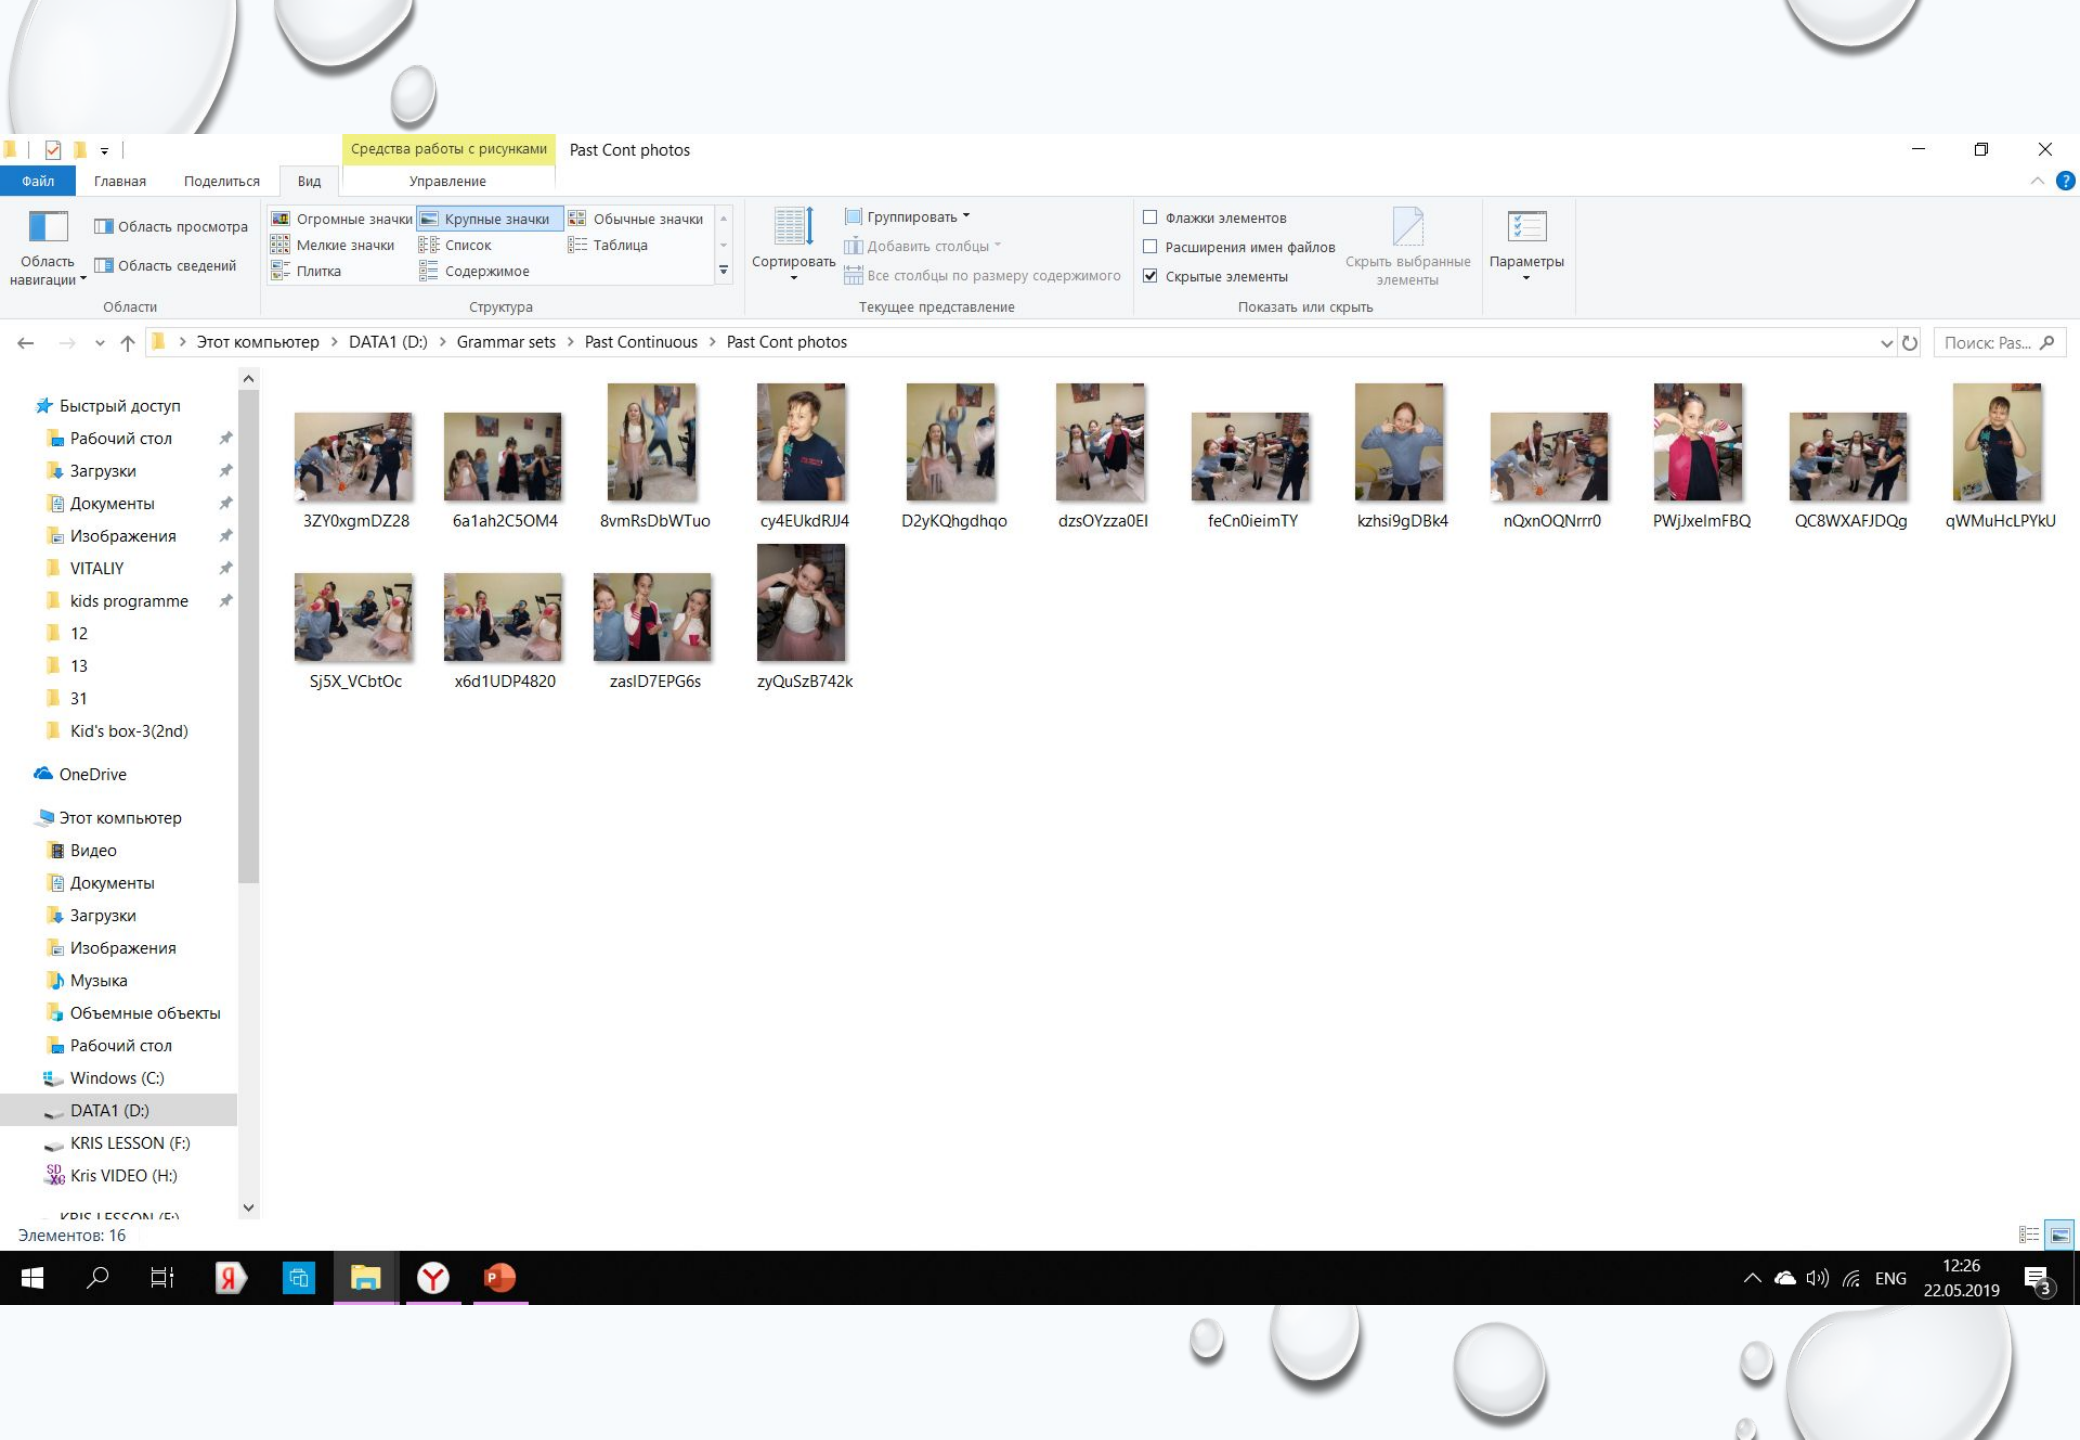 Средства работы с рисунками Past Cont photos
Файл Главная Поделиться Вид Управление
Область навигации
Область просмотра
Область сведений
Области
Огромные значки Крупные значки Обычные значки
Мелкие значки Список Таблица
Плитка Содержимое
Структура
Сортировать
Группировать
Добавить столбцы
Все столбцы по размеру содержимого
Текущее представление
Флажки элементов
Расширения имен файлов
Скрытые элементы
Скрыть выбранные элементы
Показать или скрыть
Параметры
Этот компьютер > DATA1 (D:) > Grammar sets > Past Continuous > Past Cont photos
Поиск: Pas...
Быстрый доступ
Рабочий стол
Загрузки
Документы
Изображения
VITALIY
kids programme
12
13
31
Kid's box-3(2nd)
OneDrive
Этот компьютер
Видео
Документы
Загрузки
Изображения
Музыка
Объемные объекты
Рабочий стол
Windows (C:)
DATA1 (D:)
KRIS LESSON (F:)
Kris VIDEO (H:)
KRIS LESSON (F:)
3ZY0xgmDZ28 6a1ah2C5OM4 8vmRsDbWTuo cy4EUkdRJJ4 D2yKQhgdhqo dzsOYzza0EI feCn0ieimTY kzhsi9gDBk4 nQxnOQNrrr0 PWjJxelmFBQ QC8WXAFJDQg qWMuHcLPYkU
Sj5X_VCbtOc x6d1UDP4820 zaslD7EPG6s zyQuSzB742k
Элементов: 16
ENG
12:26
22.05.2019
3